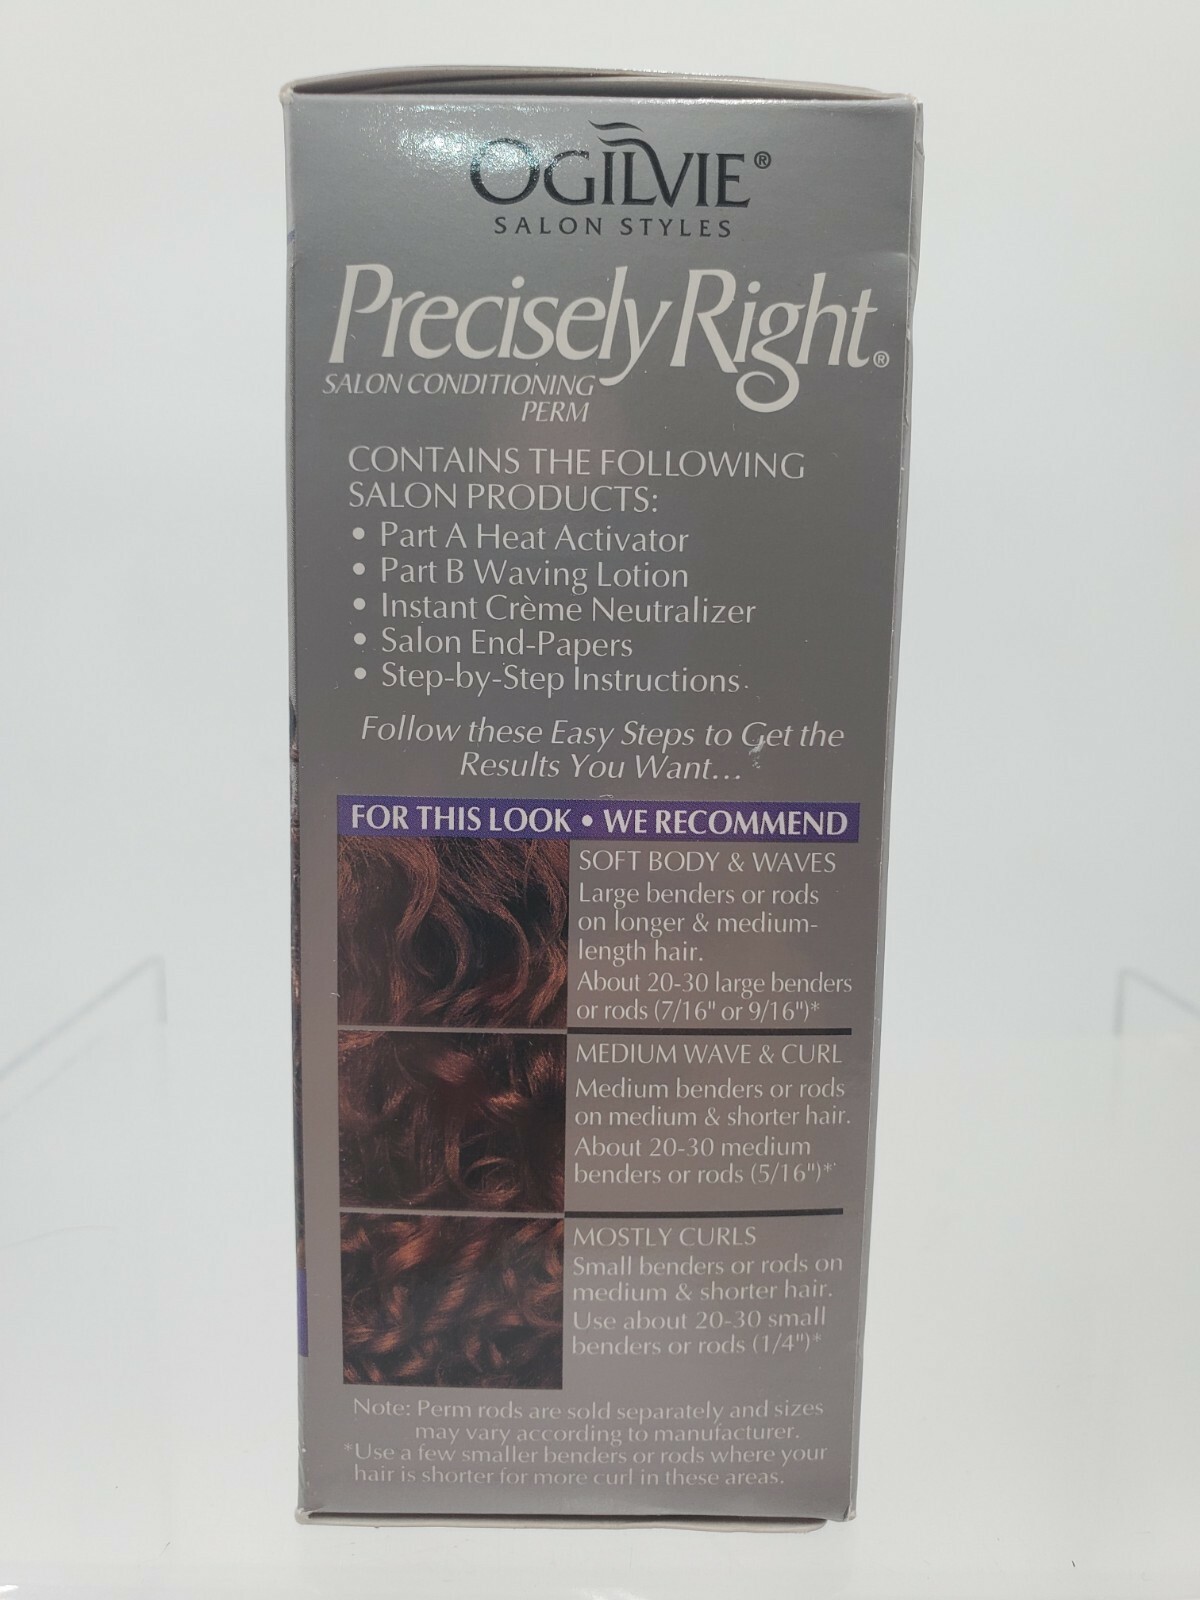 OGILVIE®
SALON STYLES
Precisely Right®
SALON CONDITIONING
PERM
CONTAINS THE FOLLOWING
SALON PRODUCTS:
• Part A Heat Activator
• Part B Waving Lotion
• Instant Crème Neutralizer
• Salon End-Papers
• Step-by-Step Instructions
Follow these Easy Steps to Get the
Results You Want...
FOR THIS LOOK • WE RECOMMEND
SOFT BODY & WAVES
Large benders or rods
on longer & medium-
length hair.
About 20-30 large benders
or rods (7/16" or 9/16")*
MEDIUM WAVE & CURL
Medium benders or rods
on medium & shorter hair.
About 20-30 medium
benders or rods (5/16")*
MOSTLY CURLS
Small benders or rods on
medium & shorter hair.
Use about 20-30 small
benders or rods (1/4")*
Note: Perm rods are sold separately and sizes
may vary according to manufacturer.
*Use a few smaller benders or rods where your
hair is shorter for more curl in these areas.